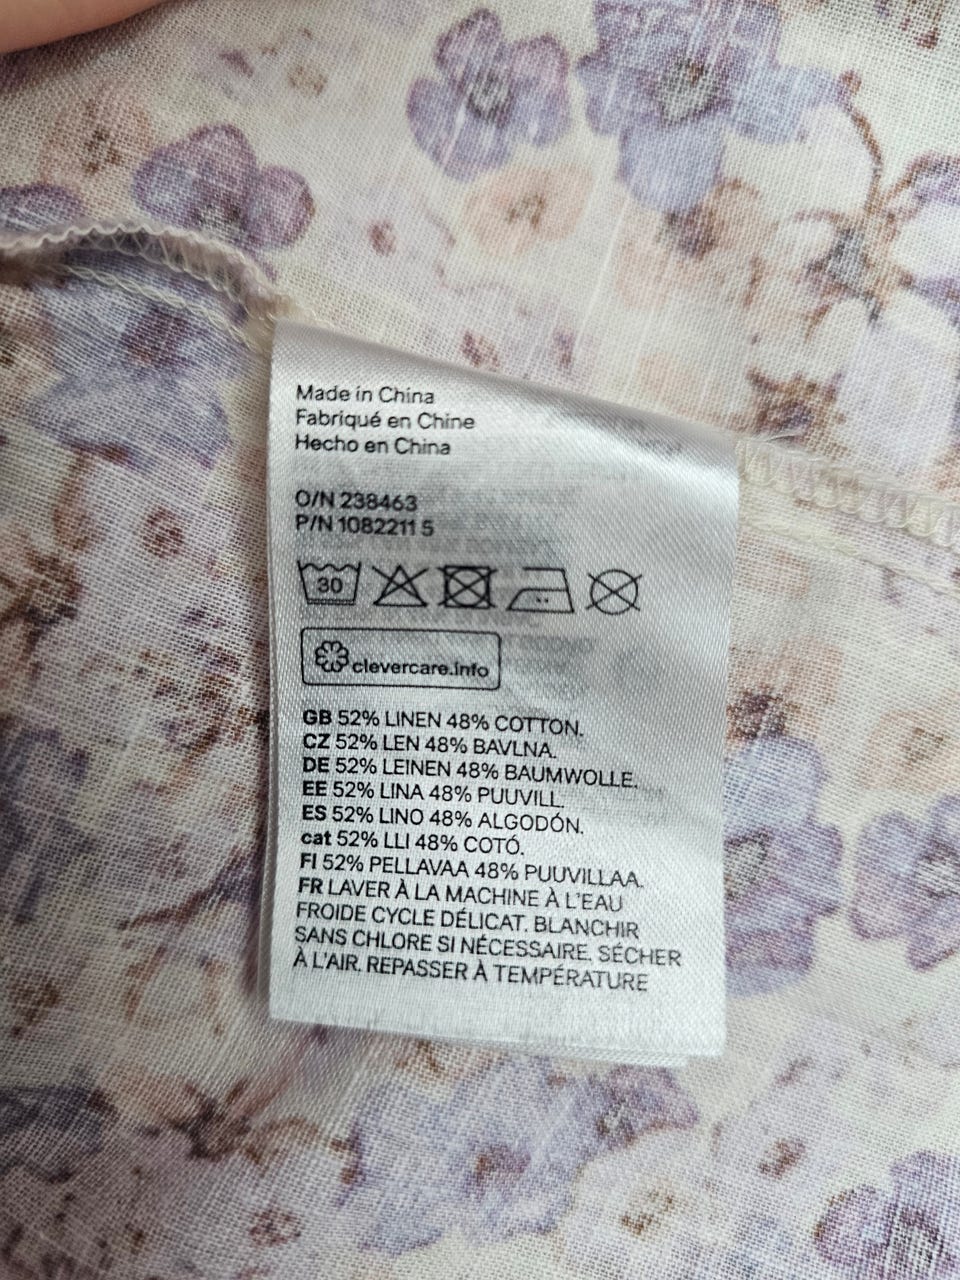 Made in China
Fabriqué en Chine
Hecho en China
O/N 238463
P/N 1082211 5
30
clevercare.info
GB 52% LINEN 48% COTTON.
CZ 52% LEN 48% BAVLNA.
DE 52% LEINEN 48% BAUMWOLLE.
EE 52% LINA 48% PUUVILL.
ES 52% LINO 48% ALGODÓN.
cat 52% LLI 48% COTÓ.
FI 52% PELLAVAA 48% PUUVILLAA.
FR LAVER À LA MACHINE À L'EAU
FROIDE CYCLE DÉLICAT. BLANCHIR
SANS CHLORE SI NÉCESSAIRE. SÉCHER
À L'AIR. REPASSER À TEMPÉRATURE